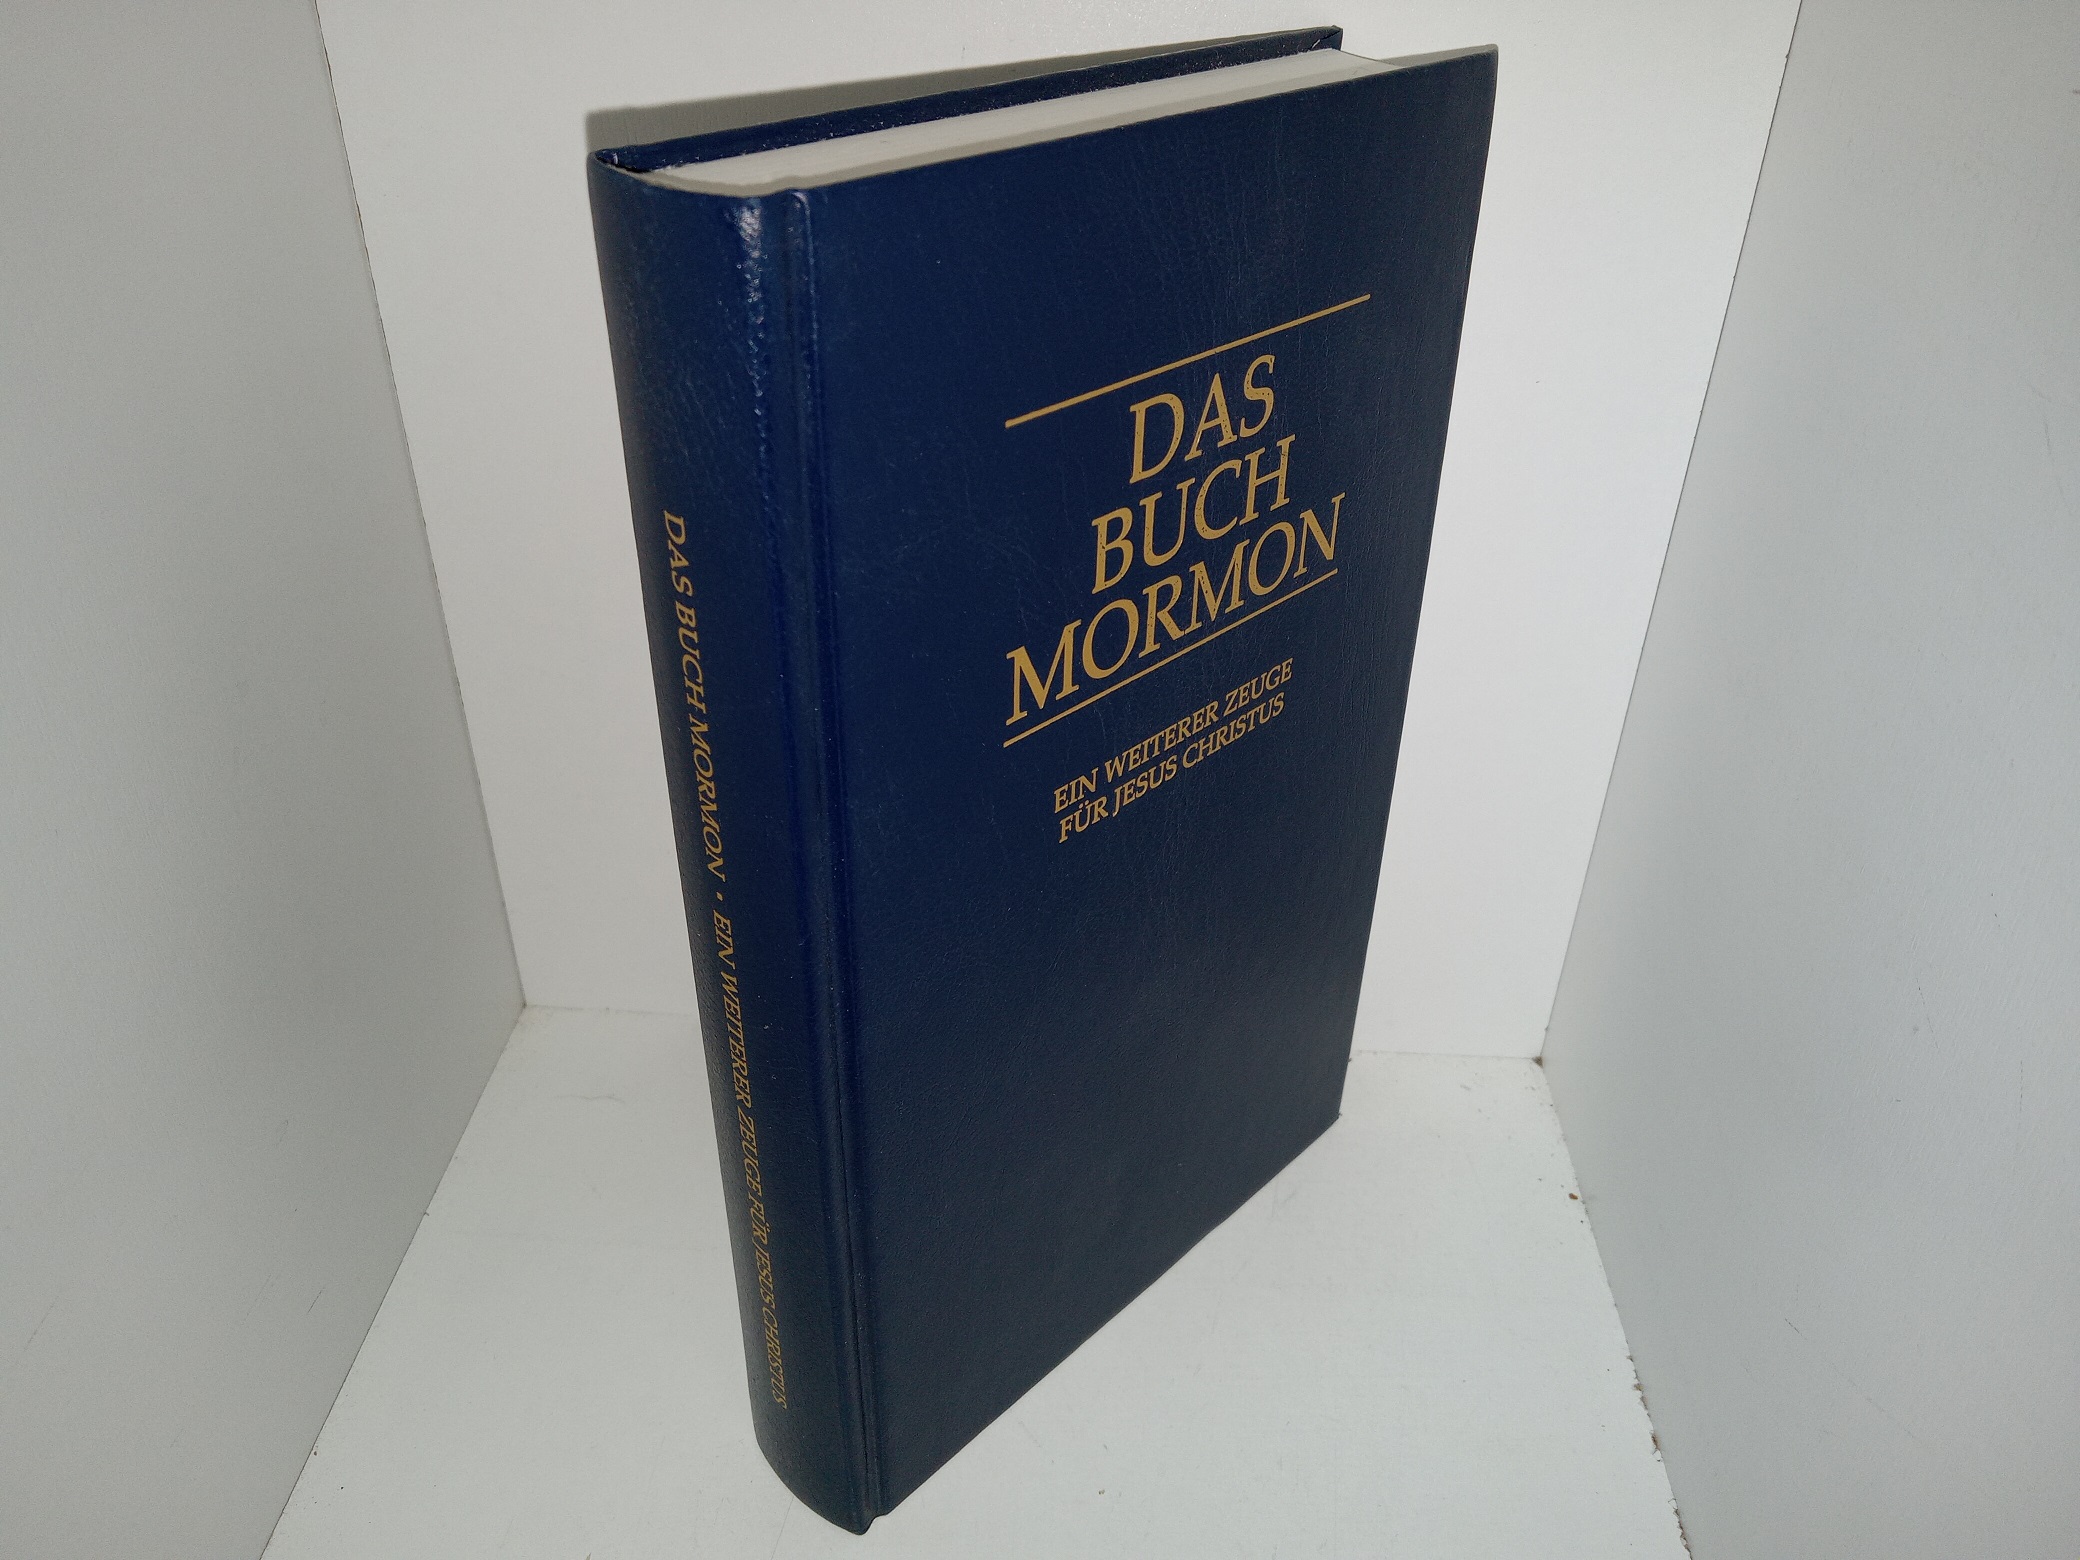 DAS
BUCH
MORMON
EIN WEITERER ZEUGE
FÜR JESUS CHRISTUS
DAS BUCH MORMON • EIN WEITERER ZEUGE FÜR JESUS CHRISTUS